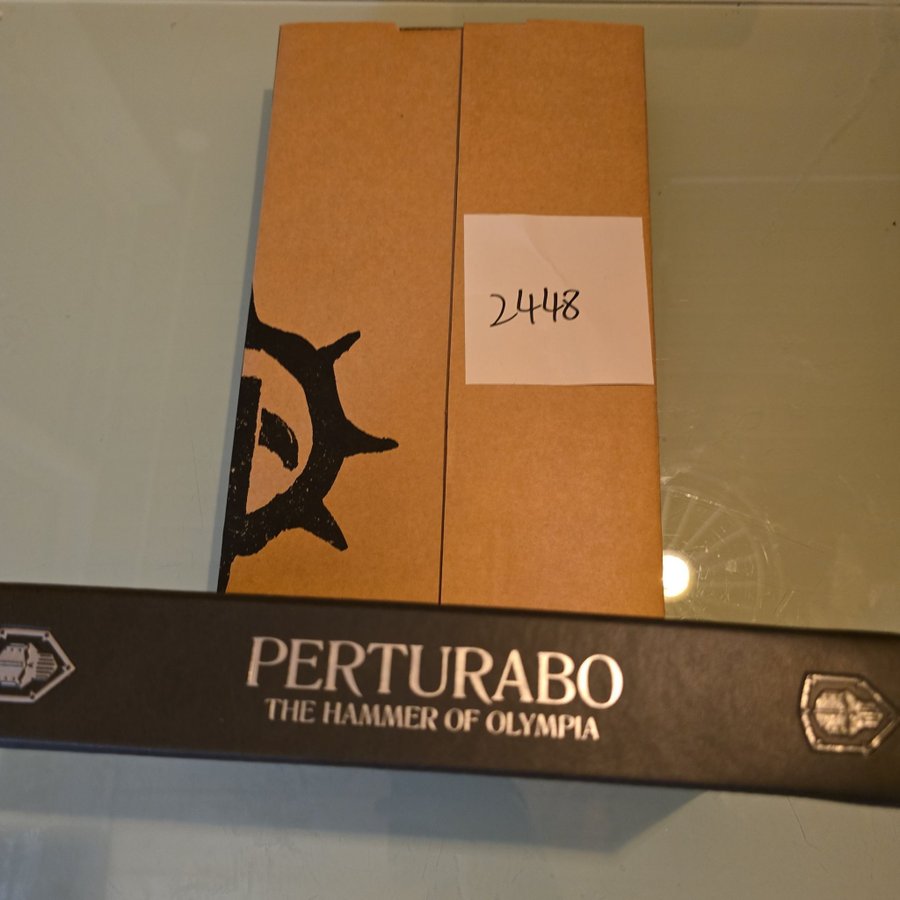 2448
PERTURABO
THE HAMMER OF OLYMPIA